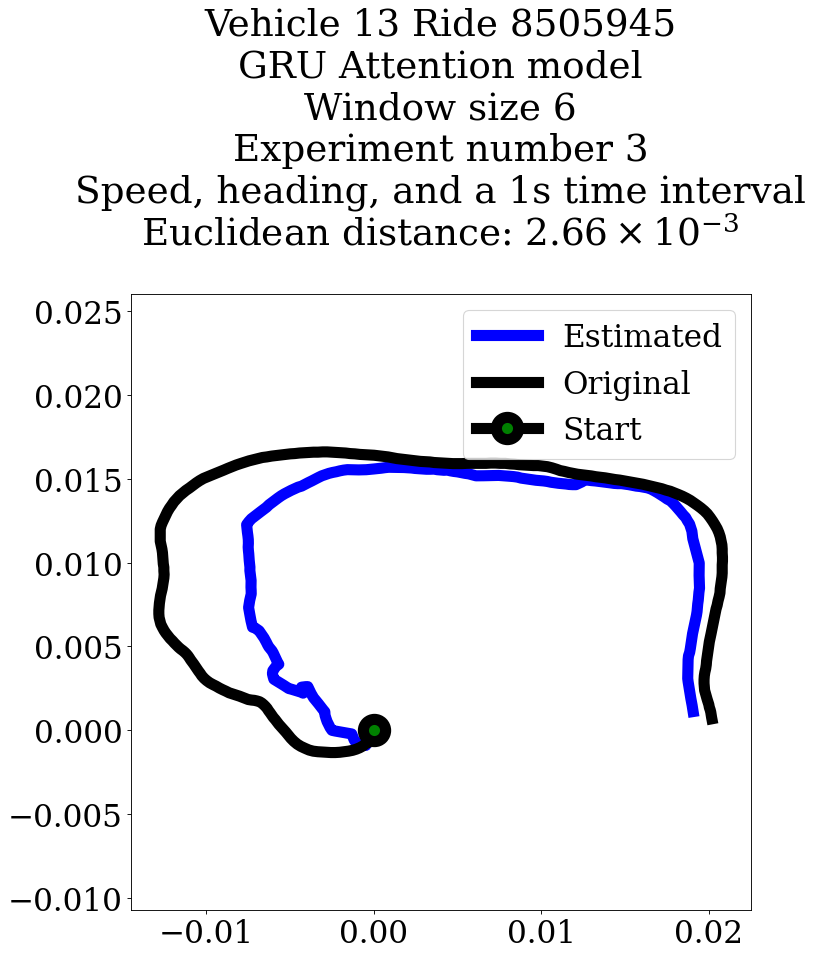 Vehicle 13 Ride 8505945
GRU Attention model
Window size 6
Experiment number 3
Speed, heading, and a 1s time interval
Euclidean distance: 2.66 × 10⁻³
0.025
0.020
0.015
0.010
0.005
0.000
−0.005
−0.010
Estimated
Original
Start
−0.01
0.00
0.01
0.02